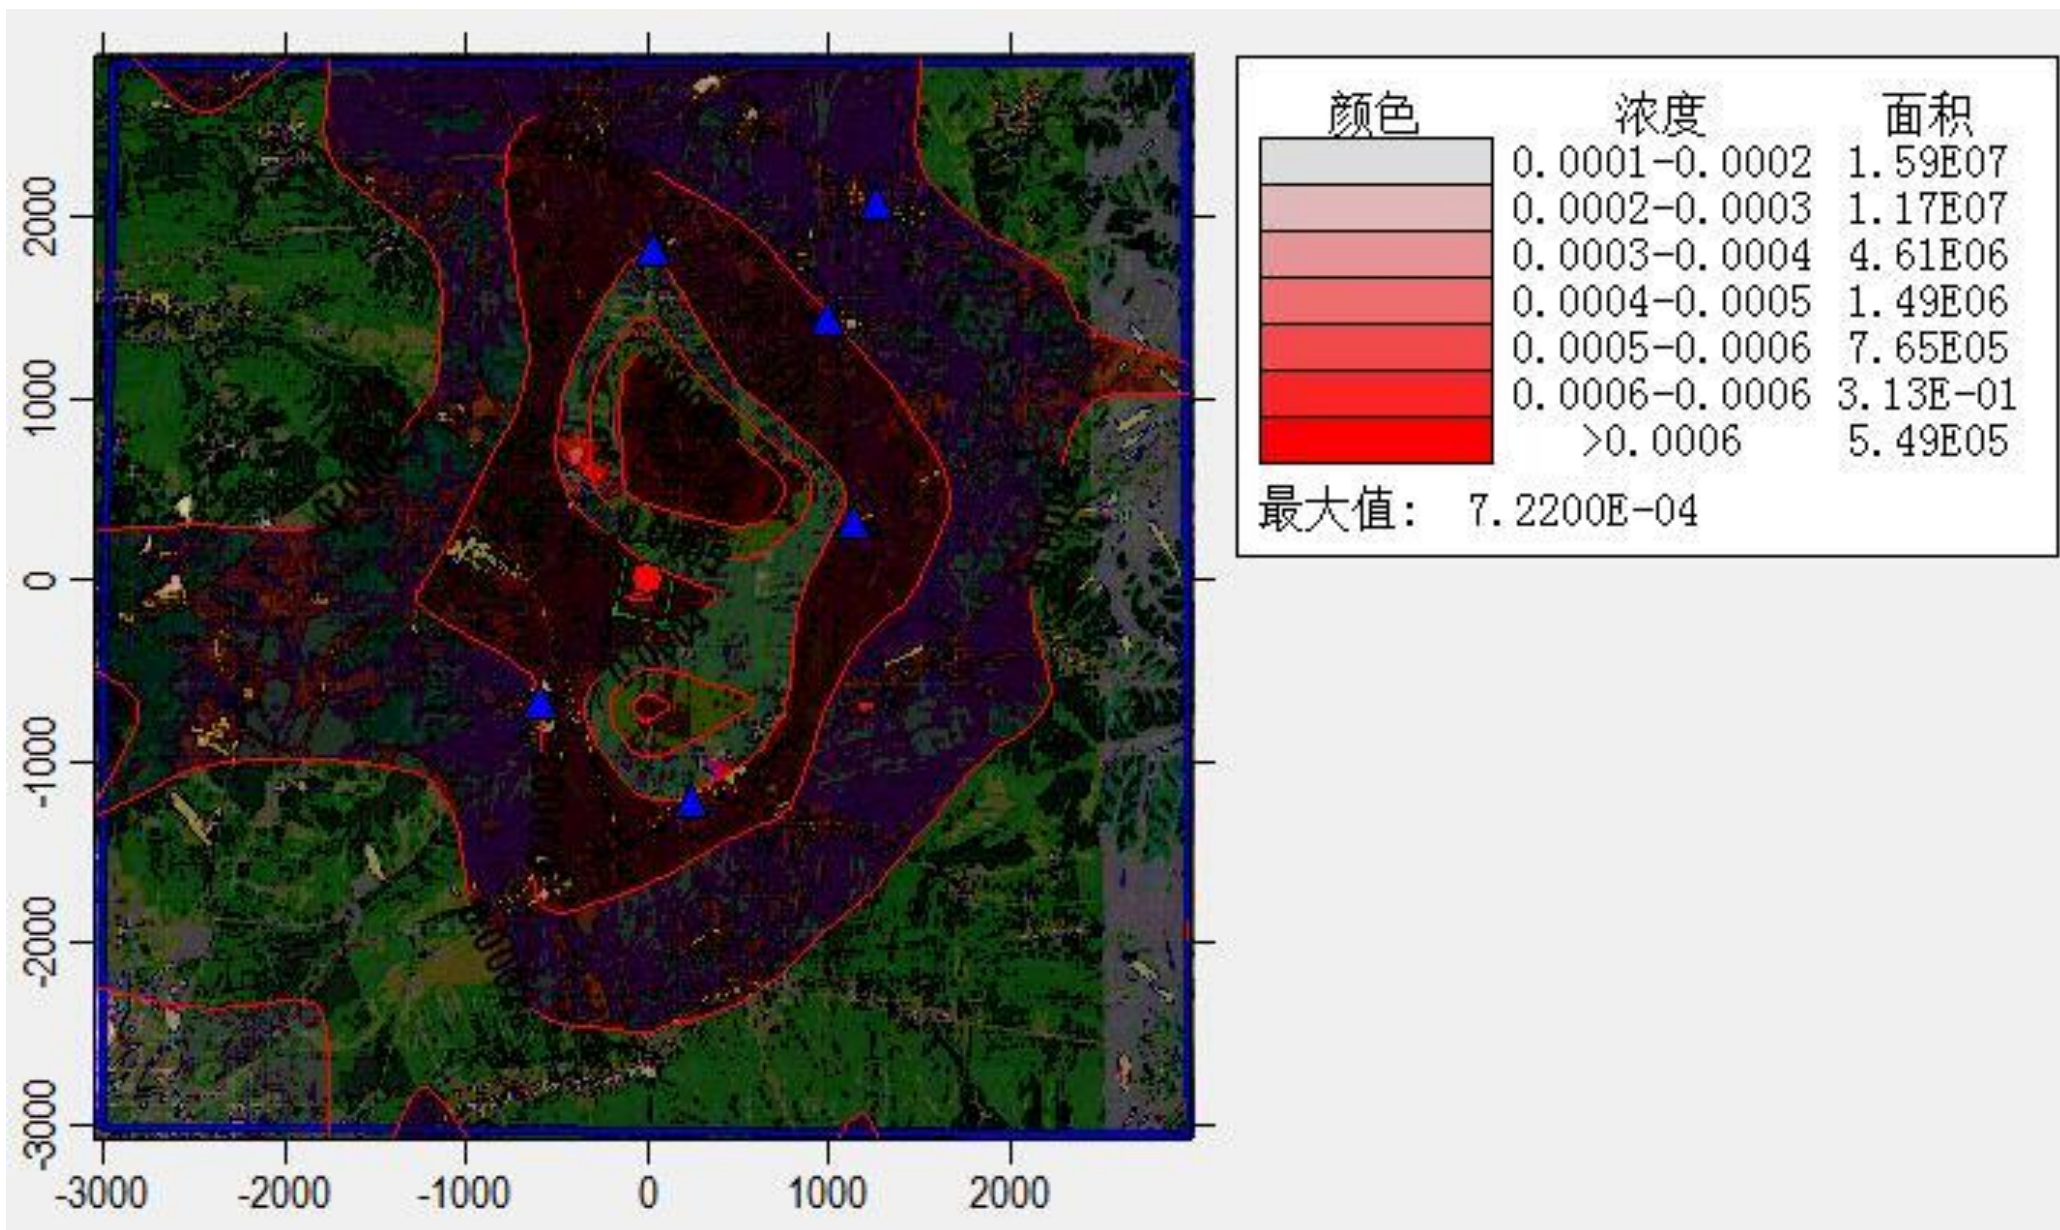 颜色 浓度 面积
0.0001-0.0002 1.59E07
0.0002-0.0003 1.17E07
0.0003-0.0004 4.61E06
0.0004-0.0005 1.49E06
0.0005-0.0006 7.65E05
0.0006-0.0006 3.13E-01
>0.0006 5.49E05
最大值: 7.2200E-04
2000
1000
0
-1000
-2000
-3000
-3000 -2000 -1000 0 1000 2000